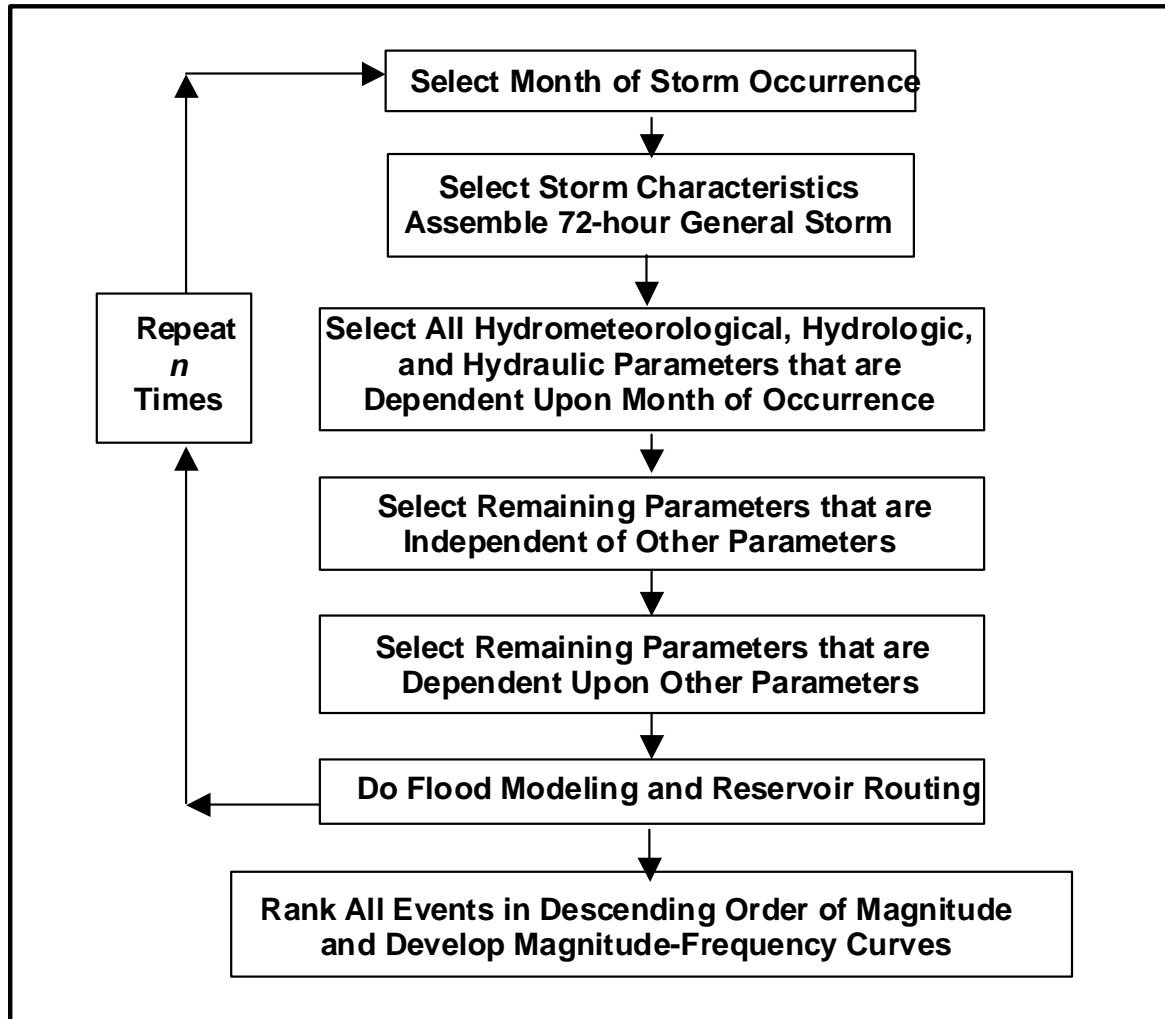 Select Month of Storm Occurrence
Select Storm Characteristics
Assemble 72-hour General Storm
Select All Hydrometeorological, Hydrologic,
and Hydraulic Parameters that are
Dependent Upon Month of Occurrence
Repeat
n
Times
Select Remaining Parameters that are
Independent of Other Parameters
Select Remaining Parameters that are
Dependent Upon Other Parameters
Do Flood Modeling and Reservoir Routing
Rank All Events in Descending Order of Magnitude
and Develop Magnitude-Frequency Curves